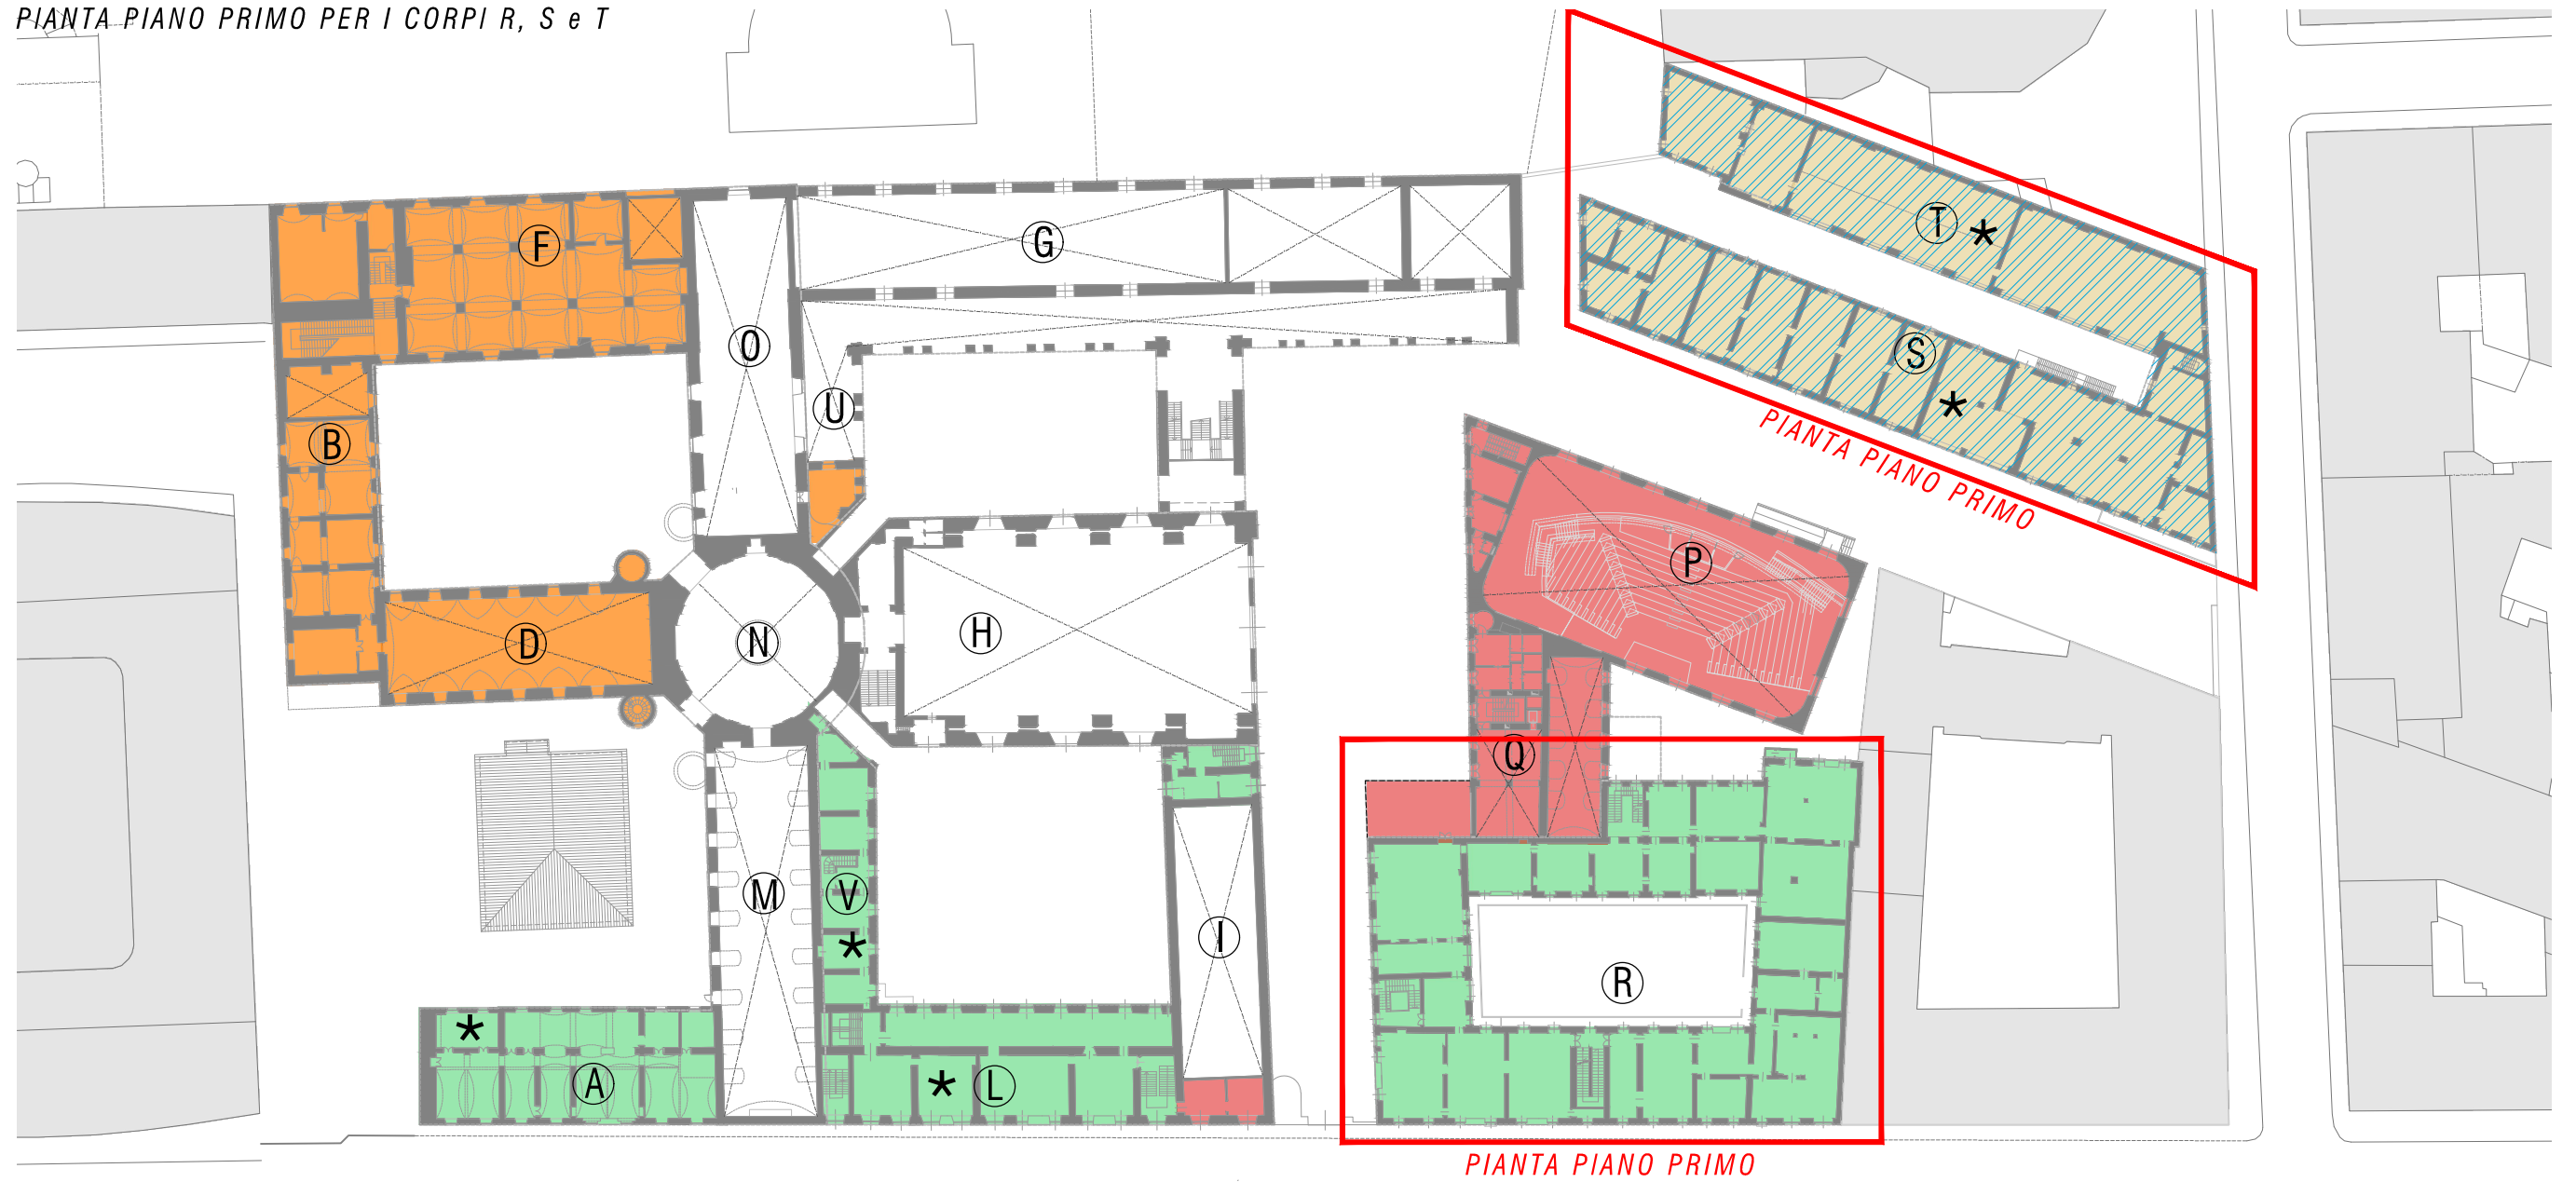 PIANTA PIANO PRIMO PER I CORPI R, S e T
T *
F
G
O
S
U
*
B
PIANTA PIANO PRIMO
P
H
D
N
Q
M
V
*
I
R
*
A
* L
PIANTA PIANO PRIMO